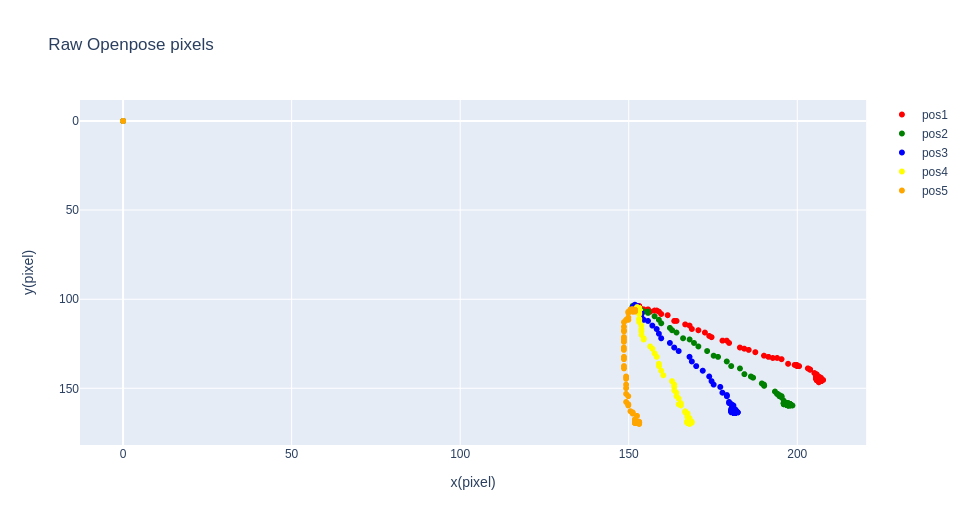 Raw Openpose pixels
pos1
pos2
pos3
pos4
pos5
0
50
100
150
y(pixel)
0
50
100
150
200
x(pixel)